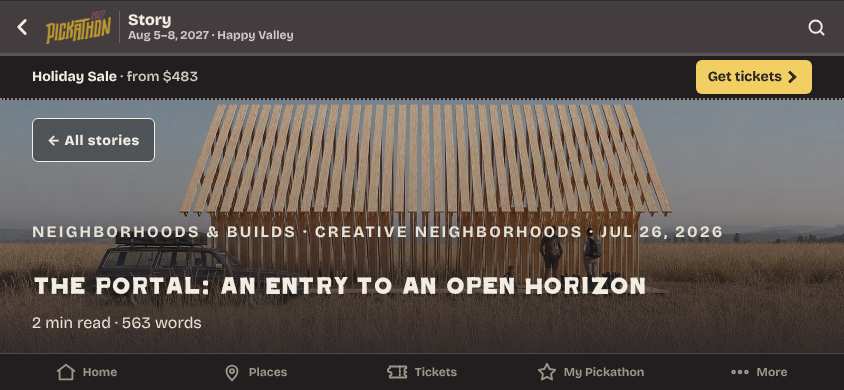 PICKATHON
Story
Aug 5–8, 2027 · Happy Valley
Holiday Sale · from $483
Get tickets
← All stories
NEIGHBORHOODS & BUILDS · CREATIVE NEIGHBORHOODS · JUL 26, 2026
THE PORTAL: AN ENTRY TO AN OPEN HORIZON
2 min read · 563 words
Home
Places
Tickets
My Pickathon
More